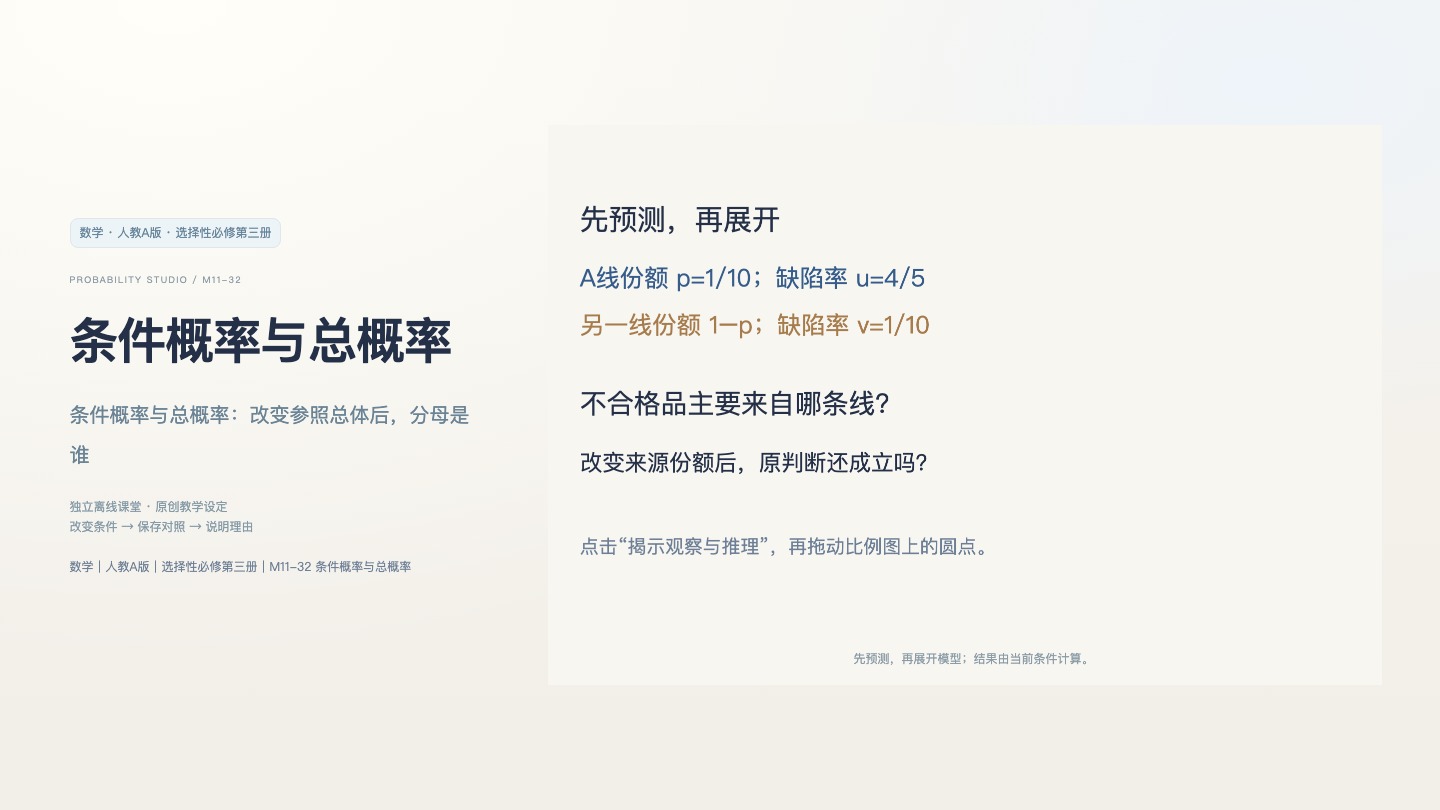 数学 · 人教A版 · 选择性必修第三册
PROBABILITY STUDIO / M11-32
条件概率与总概率
条件概率与总概率：改变参照总体后，分母是
谁
独立离线课堂 · 原创教学设定
改变条件 → 保存对照 → 说明理由
数学 | 人教A版 | 选择性必修第三册 | M11-32 条件概率与总概率
先预测，再展开
A线份额 p=1/10；缺陷率 u=4/5
另一线份额 1−p；缺陷率 v=1/10
不合格品主要来自哪条线？
改变来源份额后，原判断还成立吗？
点击“揭示观察与推理”，再拖动比例图上的圆点。
先预测，再展开模型；结果由当前条件计算。